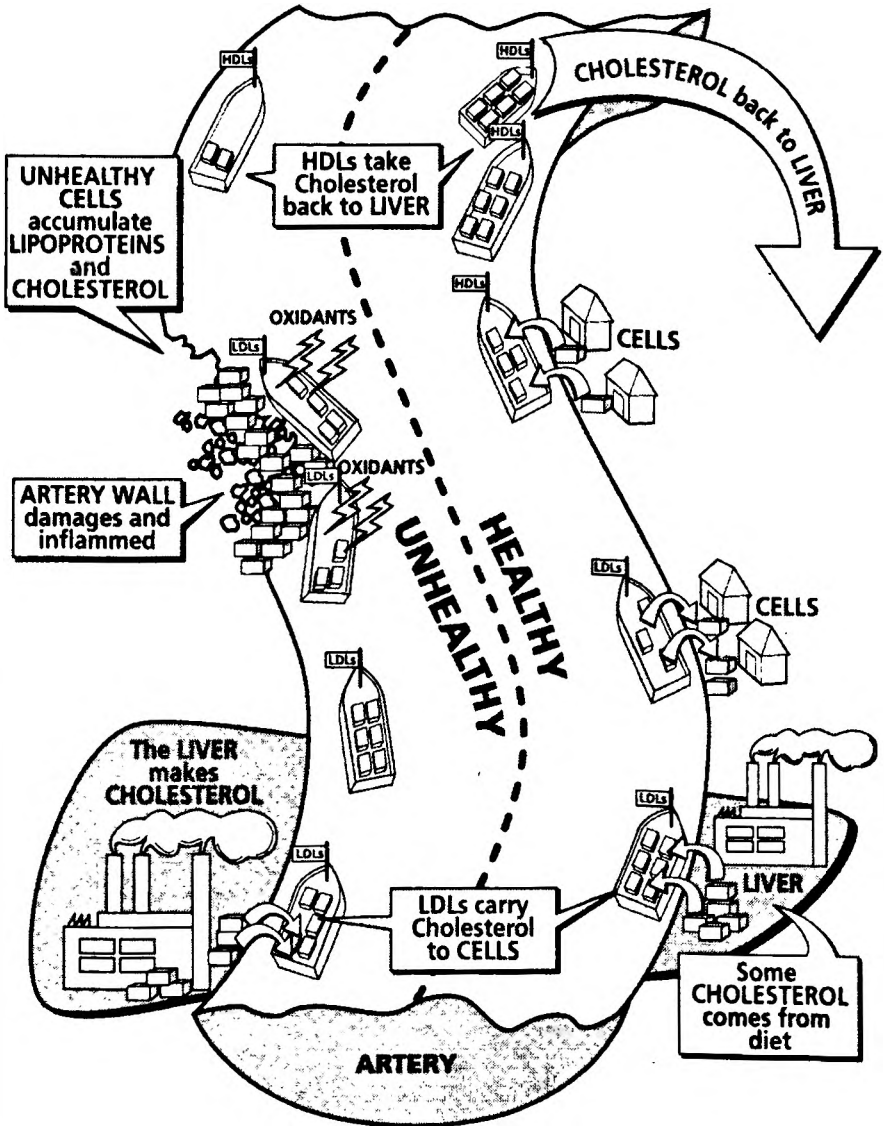 HDLs
HDLs
HDLs
CHOLESTEROL back to LIVER
HDLs take
Cholesterol
back to LIVER
UNHEALTHY
CELLS
accumulate
LIPOPROTEINS
and
CHOLESTEROL
HDLs
OXIDANTS
LDLs
CELLS
OXIDANTS
LDLs
ARTERY WALL
damages and
inflammed
UNHEALTHY
HEALTHY
LDLs
CELLS
LDLs
The LIVER
makes
CHOLESTEROL
LDLs
LDLs
LIVER
LDLs carry
Cholesterol
to CELLS
Some
CHOLESTEROL
comes from
diet
ARTERY